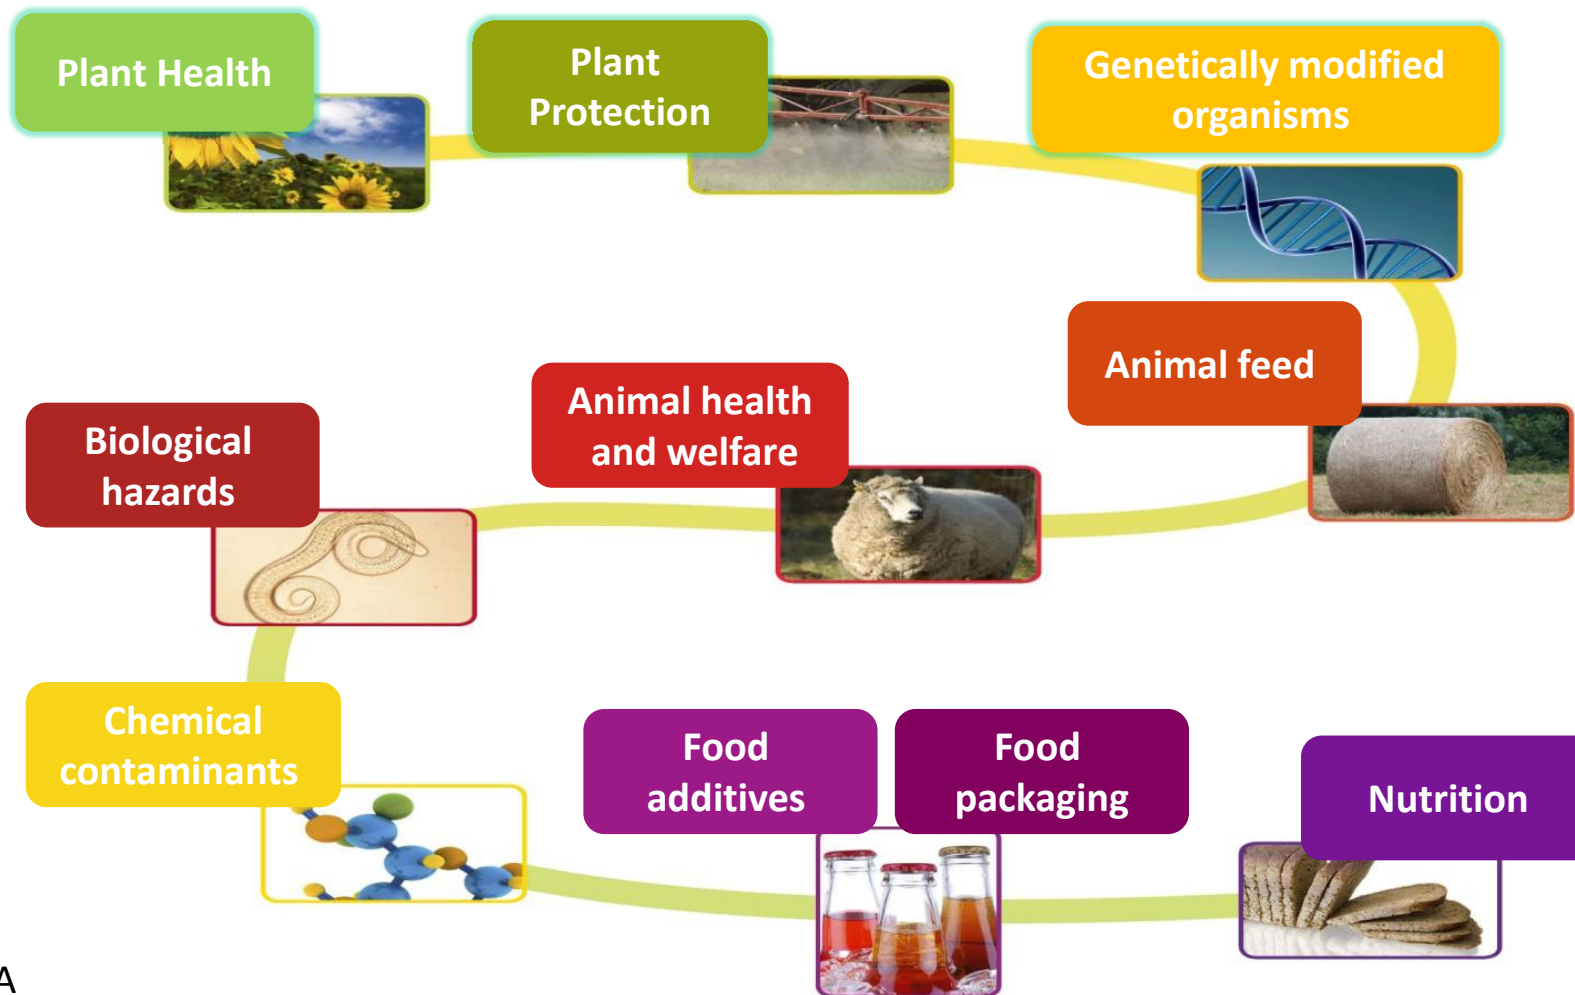 Plant Health
Plant
Protection
Genetically modified
organisms
Animal feed
Animal health
and welfare
Biological
hazards
Chemical
contaminants
Food
additives
Food
packaging
Nutrition
A